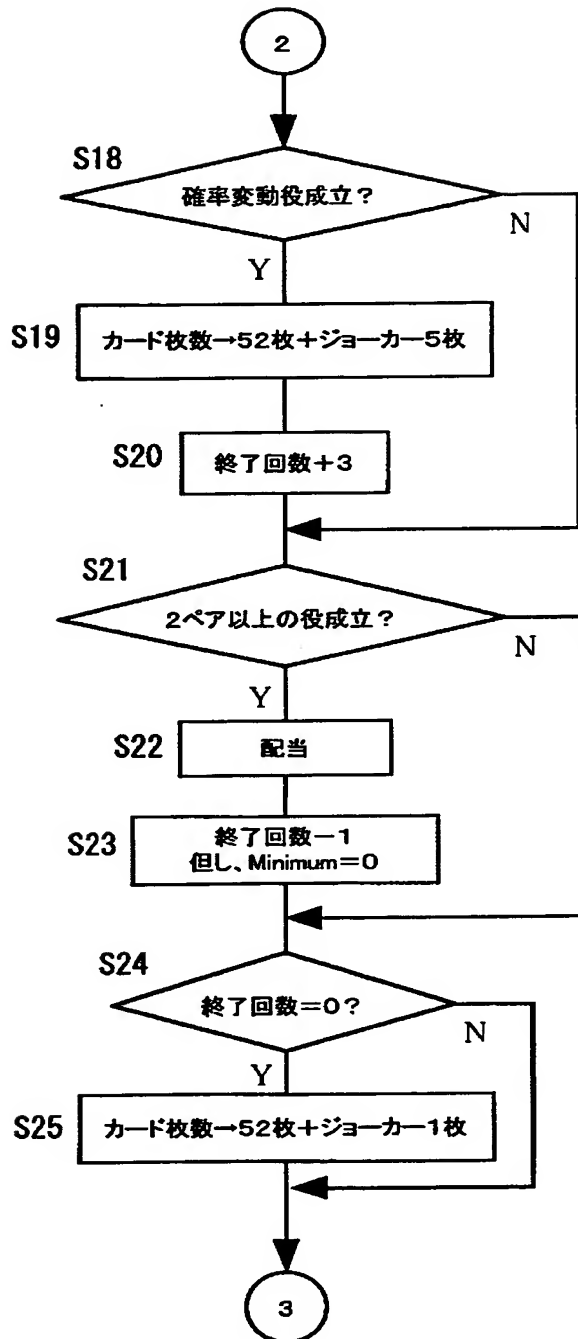 2
S18
確率変動役成立?
N
Y
S19
カード枚数→52枚+ジョーカー5枚
S20
終了回数+3
S21
2ペア以上の役成立?
N
Y
S22
配当
S23
終了回数-1
但し、Minimum=0
S24
終了回数=0?
N
Y
S25
カード枚数→52枚+ジョーカー1枚
3